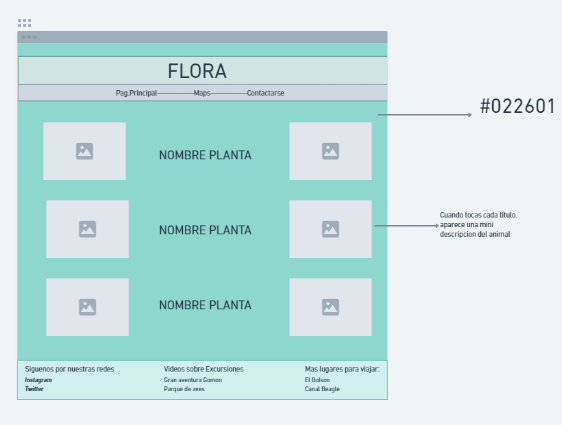 FLORA
Pag.Principal Maps Contactarse
#022601
NOMBRE PLANTA
NOMBRE PLANTA
Cuando tocas cada titulo.
aparece una mini
descripcion del animal
NOMBRE PLANTA
Siguenos por nuestras redes
Instagram
Twitter
Videos sobre Excursiones
Gran aventura Gomon
Parque de aves
Mas lugares para viajar:
El Bolson
Canal Beagle